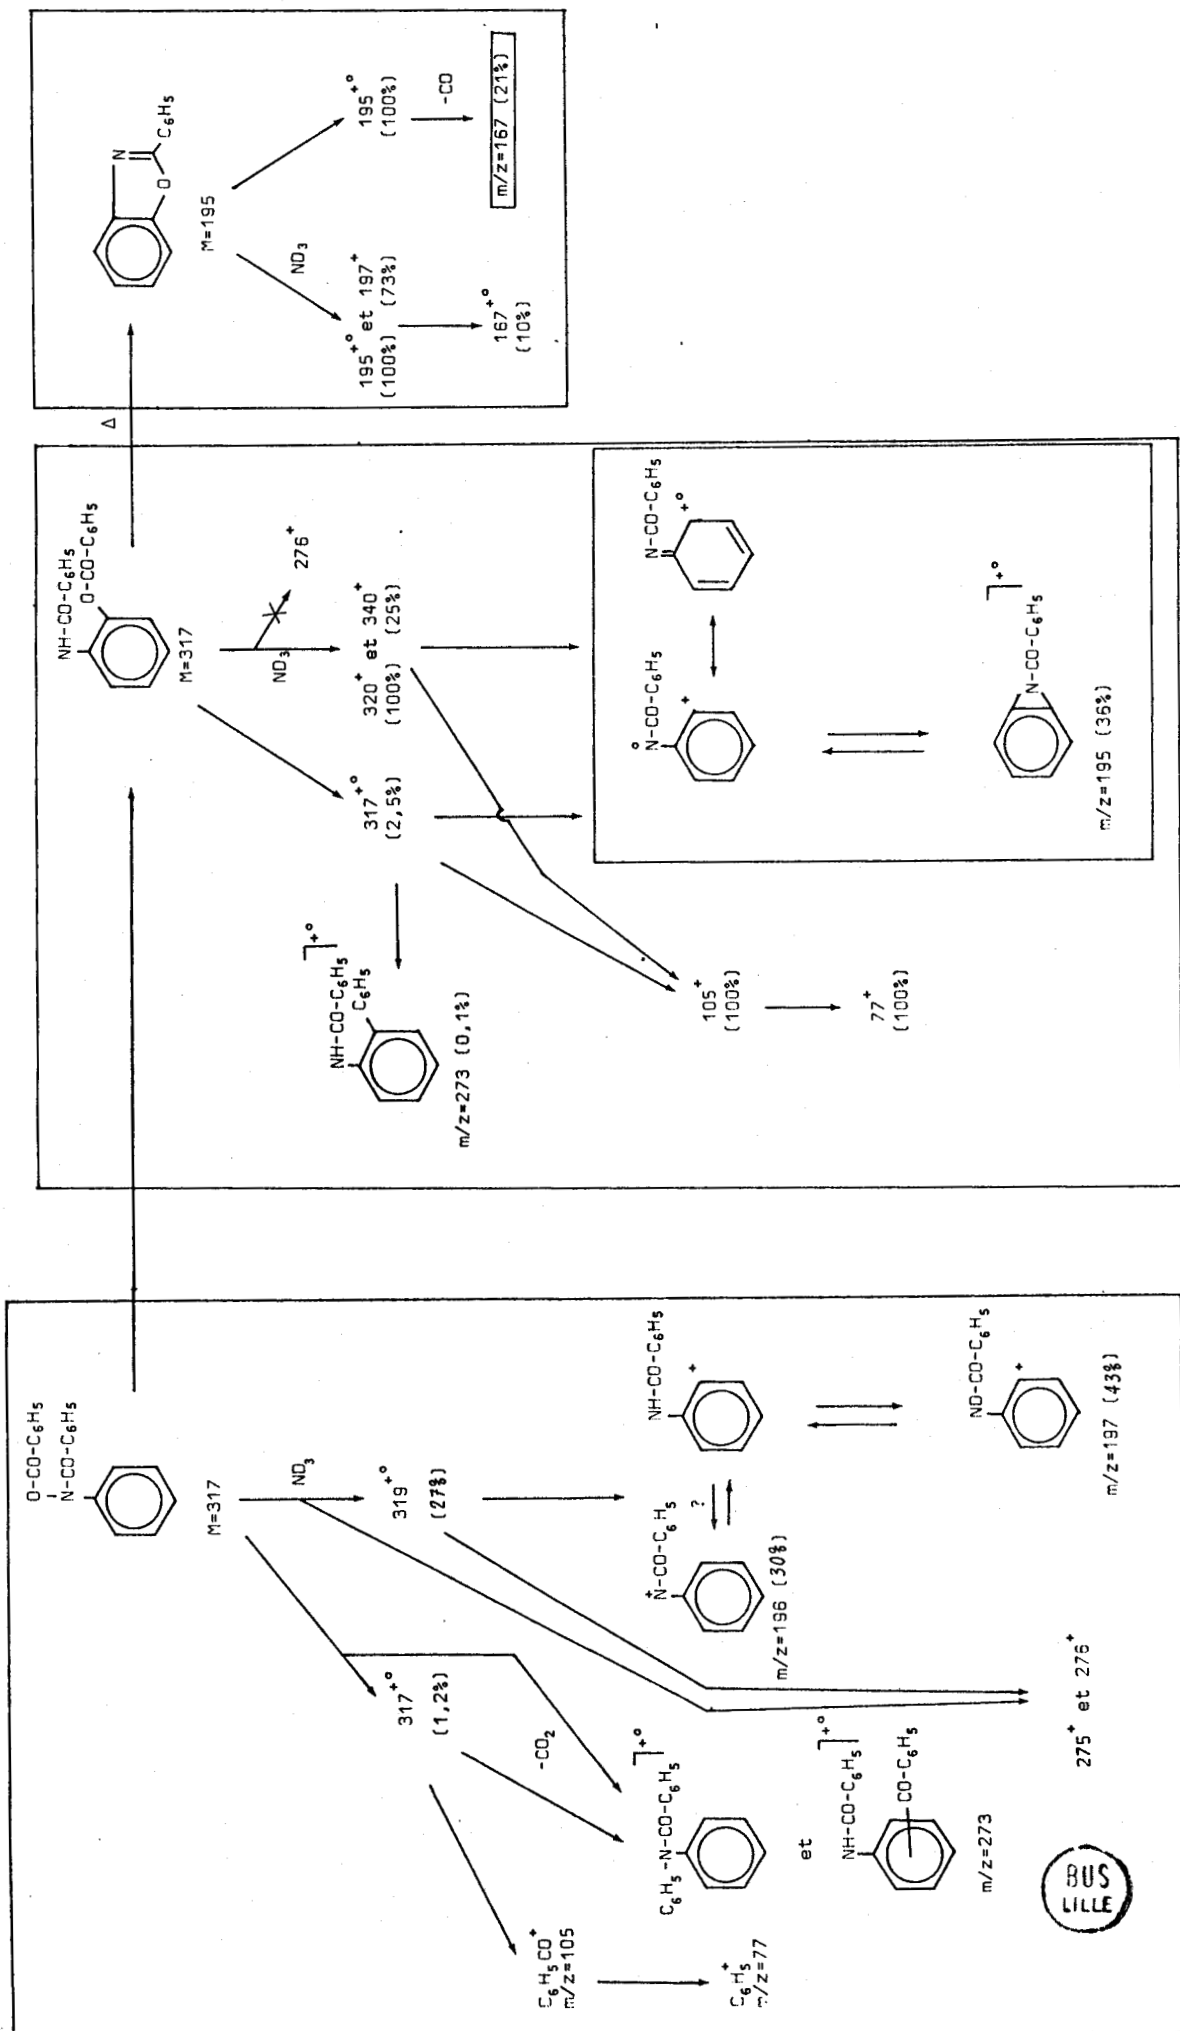 O-CO-C6H5
N-CO-C6H5
M=317
ND3
317+°
(1,2%)
319+°
(27%)
-CO2
C6H5CO+
m/z=105
C6H5+
m/z=77
C6H5-N-CO-C6H5 ]+°
et
NH-CO-C6H5 ]+°
CO-C6H5
m/z=273
+
N-CO-C6H5
m/z=196 (30%)
?
NH-CO-C6H5
+
ND-CO-C6H5
+
m/z=197 (43%)
275+ et 276+
BUS
LILLE
NH-CO-C6H5
O-CO-C6H5
M=317
ND3
276+
317+°
(2,5%)
320+ et 340+
(100%) (25%)
NH-CO-C6H5 ]+°
C6H5
m/z=273 (0,1%)
105+
(100%)
77+
(100%)
°
N-CO-C6H5
+
N-CO-C6H5
+°
N-CO-C6H5 ]+°
m/z=195 (36%)
Δ
N
O
C6H5
M=195
ND3
195+° et 197+
(100%) (73%)
167+°
(10%)
195+°
(100%)
-CO
m/z=167 (21%)